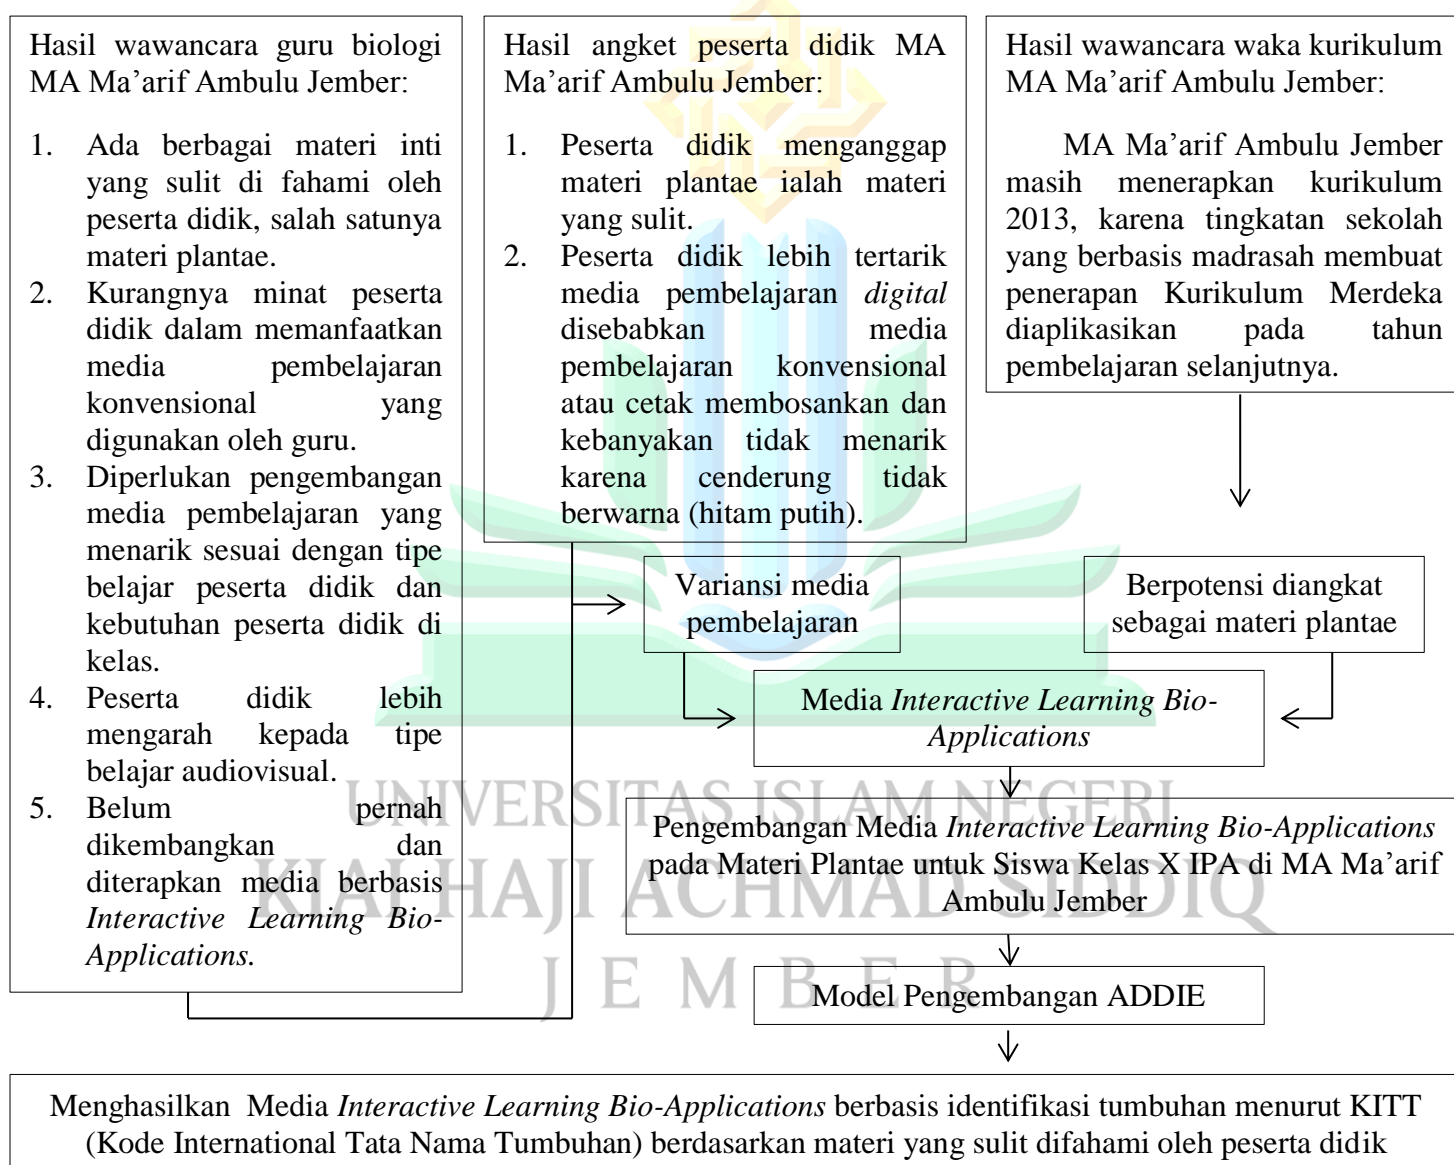 Hasil wawancara guru biologi
MA Ma’arif Ambulu Jember:
1. Ada berbagai materi inti
yang sulit di fahami oleh
peserta didik, salah satunya
materi plantae.
2. Kurangnya minat peserta
didik dalam memanfaatkan
media pembelajaran
konvensional yang
digunakan oleh guru.
3. Diperlukan pengembangan
media pembelajaran yang
menarik sesuai dengan tipe
belajar peserta didik dan
kebutuhan peserta didik di
kelas.
4. Peserta didik lebih
mengarah kepada tipe
belajar audiovisual.
5. Belum pernah
dikembangkan dan
diterapkan media berbasis
Interactive Learning Bio-
Applications.
Hasil angket peserta didik MA
Ma’arif Ambulu Jember:
1. Peserta didik menganggap
materi plantae ialah materi
yang sulit.
2. Peserta didik lebih tertarik
media pembelajaran digital
disebabkan media
pembelajaran konvensional
atau cetak membosankan dan
kebanyakan tidak menarik
karena cenderung tidak
berwarna (hitam putih).
Hasil wawancara waka kurikulum
MA Ma’arif Ambulu Jember:
MA Ma’arif Ambulu Jember
masih menerapkan kurikulum
2013, karena tingkatan sekolah
yang berbasis madrasah membuat
penerapan Kurikulum Merdeka
diaplikasikan pada tahun
pembelajaran selanjutnya.
Variansi media
pembelajaran
Berpotensi diangkat
sebagai materi plantae
Media Interactive Learning Bio-
Applications
Pengembangan Media Interactive Learning Bio-Applications
pada Materi Plantae untuk Siswa Kelas X IPA di MA Ma’arif
Ambulu Jember
Model Pengembangan ADDIE
Menghasilkan Media Interactive Learning Bio-Applications berbasis identifikasi tumbuhan menurut KITT
(Kode International Tata Nama Tumbuhan) berdasarkan materi yang sulit difahami oleh peserta didik
UNIVERSITAS ISLAM NEGERI
KIAI HAJI ACHMAD SIDDIQ
JEMBER